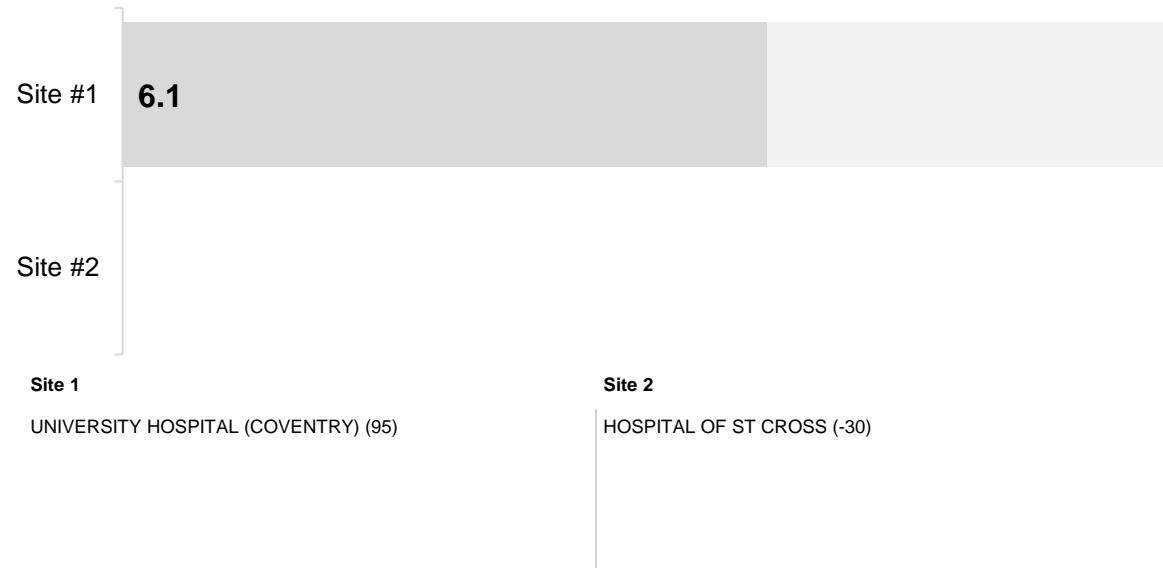 Site #1
6.1
Site #2
Site 1
Site 2
UNIVERSITY HOSPITAL (COVENTRY) (95)
HOSPITAL OF ST CROSS (-30)